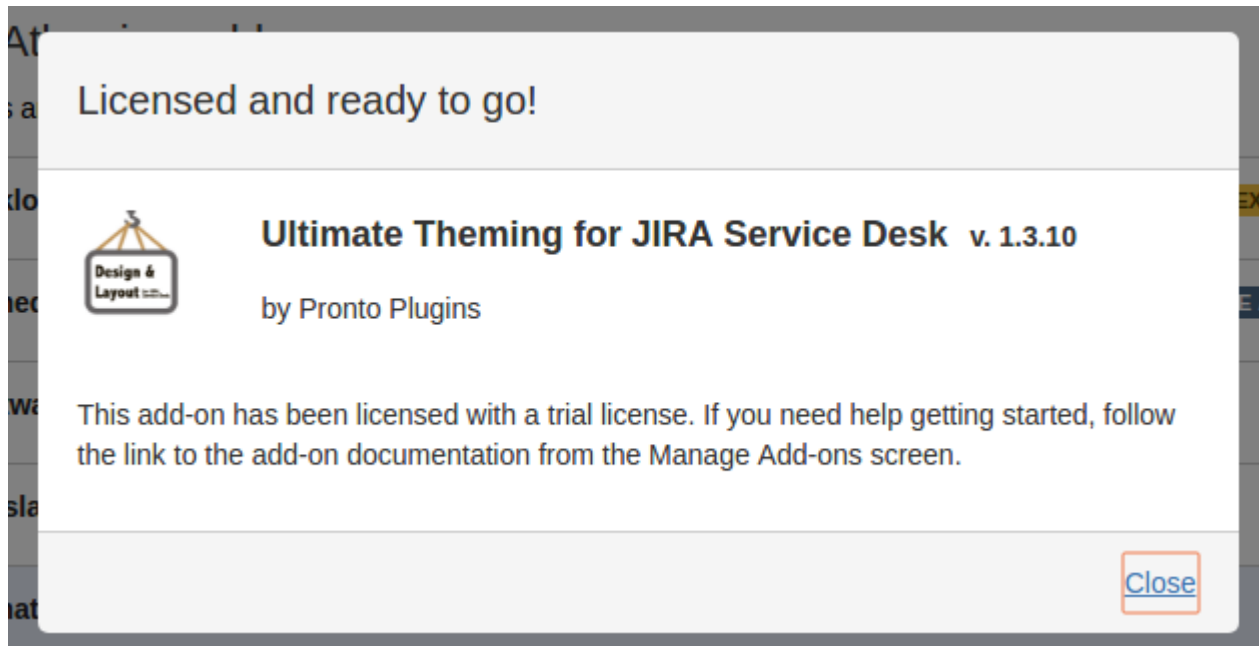 Licensed and ready to go!
Ultimate Theming for JIRA Service Desk v. 1.3.10
Design &
Layout
by Pronto Plugins
This add-on has been licensed with a trial license. If you need help getting started, follow
the link to the add-on documentation from the Manage Add-ons screen.
Close